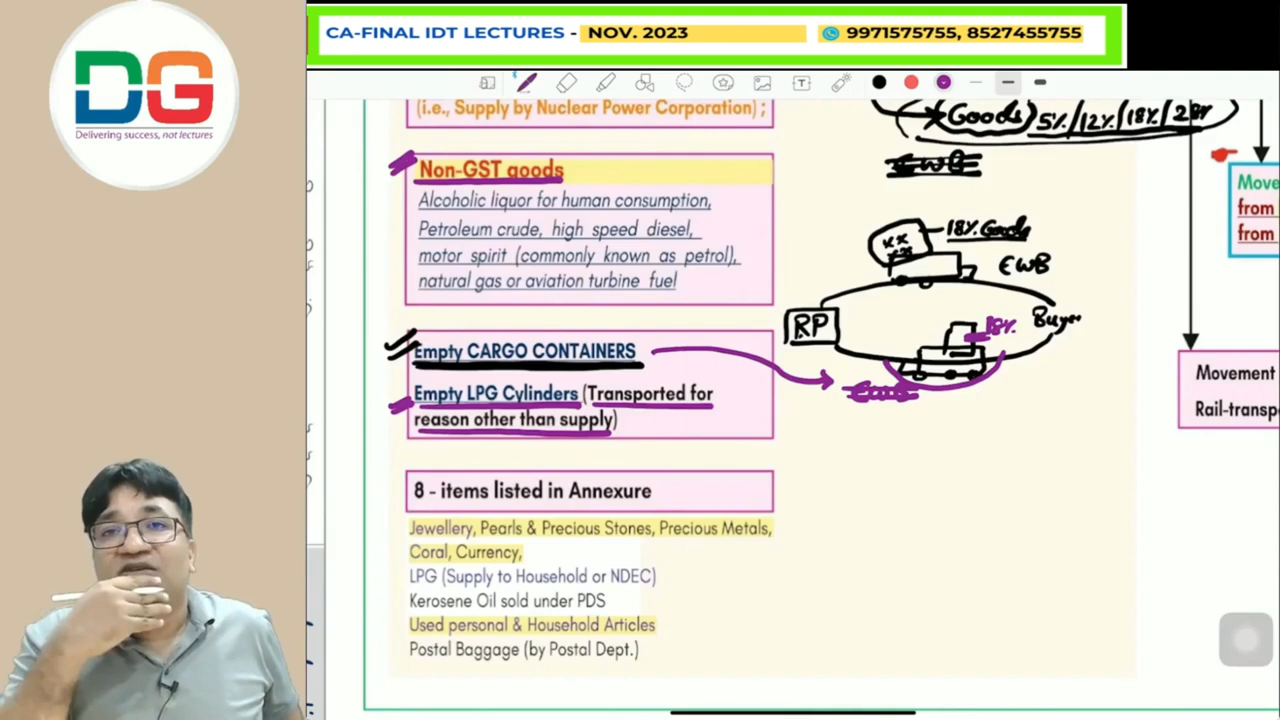 DG
Delivering success, not lectures
CA-FINAL IDT LECTURES - NOV. 2023
9971575755, 8527455755
(i.e., Supply by Nuclear Power Corporation) ;
Non-GST goods
Alcoholic liquor for human consumption,
Petroleum crude, high speed diesel,
motor spirit (commonly known as petrol),
natural gas or aviation turbine fuel
Empty CARGO CONTAINERS
Empty LPG Cylinders (Transported for
reason other than supply)
8 - items listed in Annexure
Jewellery, Pearls & Precious Stones, Precious Metals,
Coral, Currency,
LPG (Supply to Household or NDEC)
Kerosene Oil sold under PDS
Used personal & Household Articles
Postal Baggage (by Postal Dept.)
Goods 5%/12%/18%/28%
18% Goods
EWB
RP
18%
Buyer
Move
from
from
Movement
Rail-transp